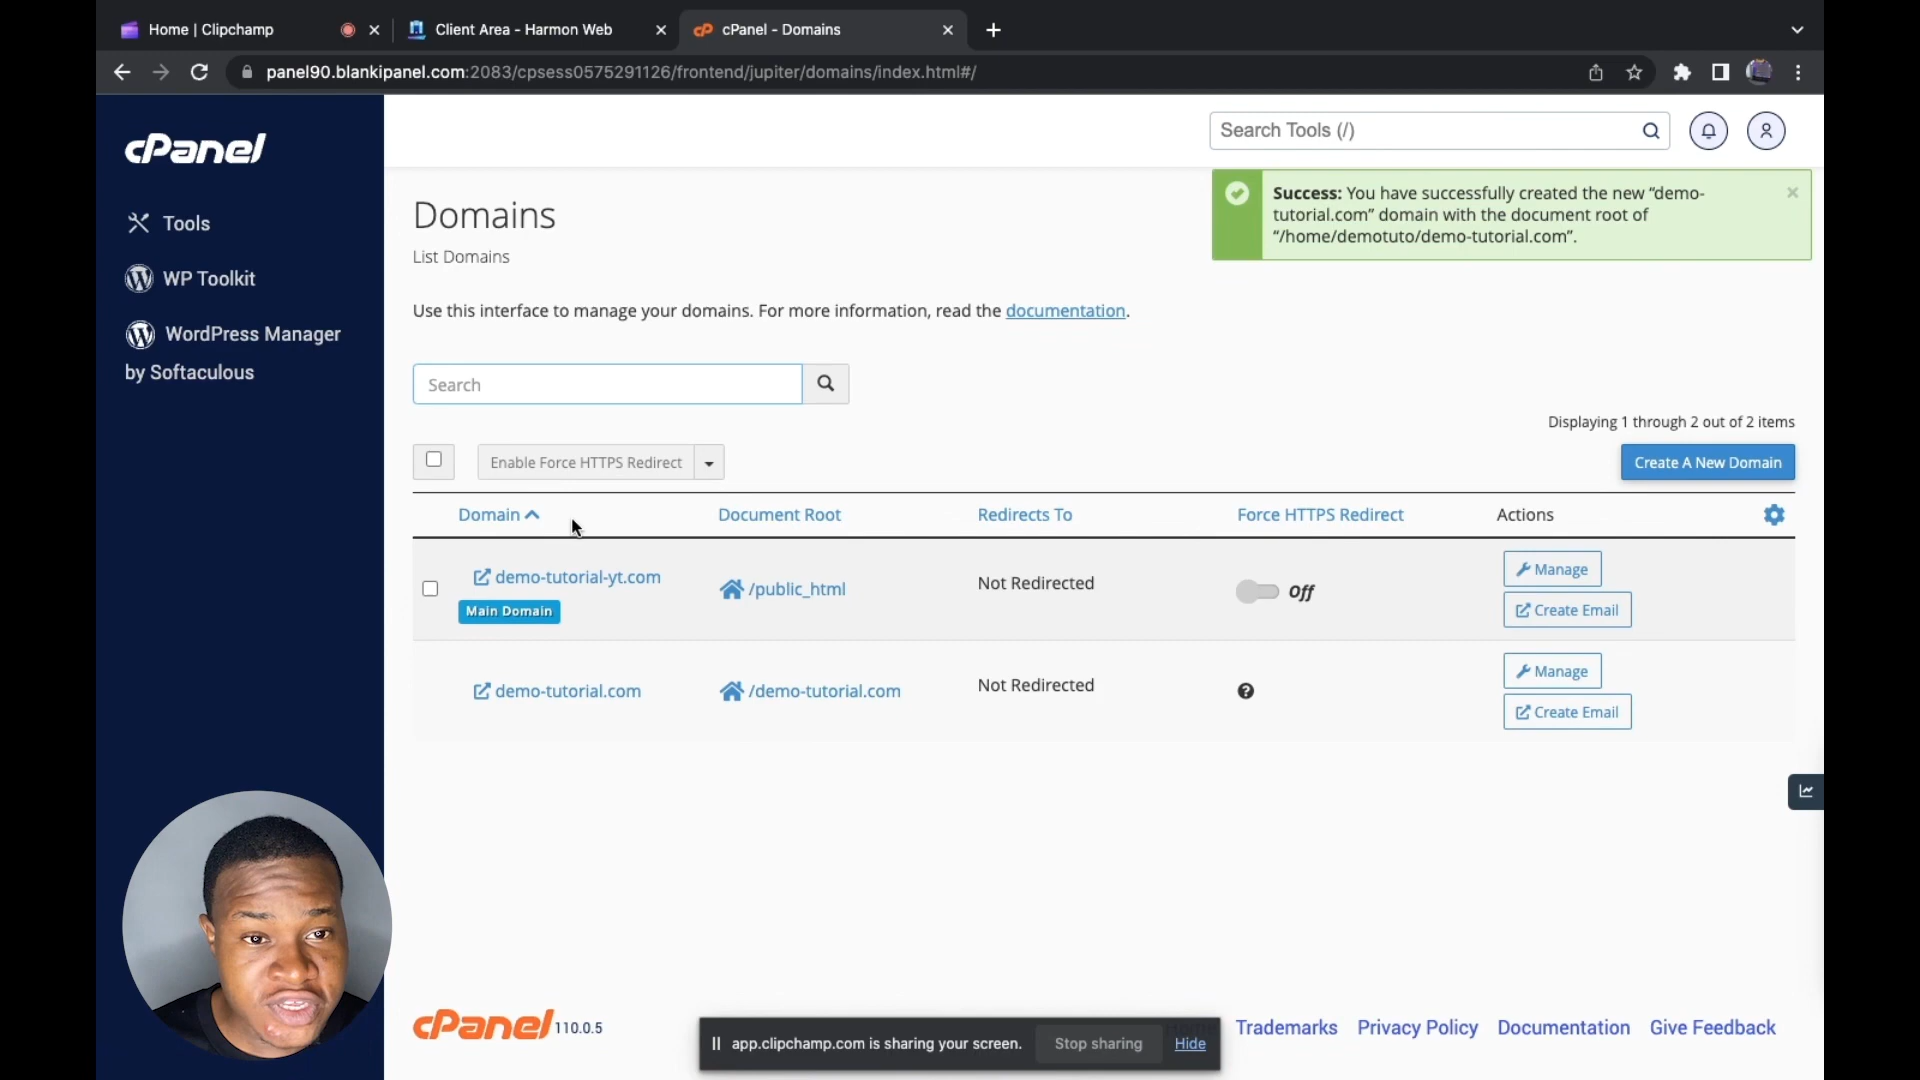 Home | Clipchamp
Client Area - Harmon Web
cPanel - Domains
panel90.blankipanel.com:2083/cpsess0575291126/frontend/jupiter/domains/index.html#/
cPanel
Search Tools (/)
Tools
WP Toolkit
WordPress Manager
by Softaculous
Success: You have successfully created the new “demo-
tutorial.com” domain with the document root of
“/home/demotuto/demo-tutorial.com”.
Domains
List Domains
Use this interface to manage your domains. For more information, read the documentation.
Search
Displaying 1 through 2 out of 2 items
Enable Force HTTPS Redirect
Create A New Domain
Domain
Document Root
Redirects To
Force HTTPS Redirect
Actions
demo-tutorial-yt.com
Main Domain
/public_html
Not Redirected
Off
Manage
Create Email
demo-tutorial.com
/demo-tutorial.com
Not Redirected
Manage
Create Email
cPanel 110.0.5
Home
Trademarks
Privacy Policy
Documentation
Give Feedback
app.clipchamp.com is sharing your screen.
Stop sharing
Hide